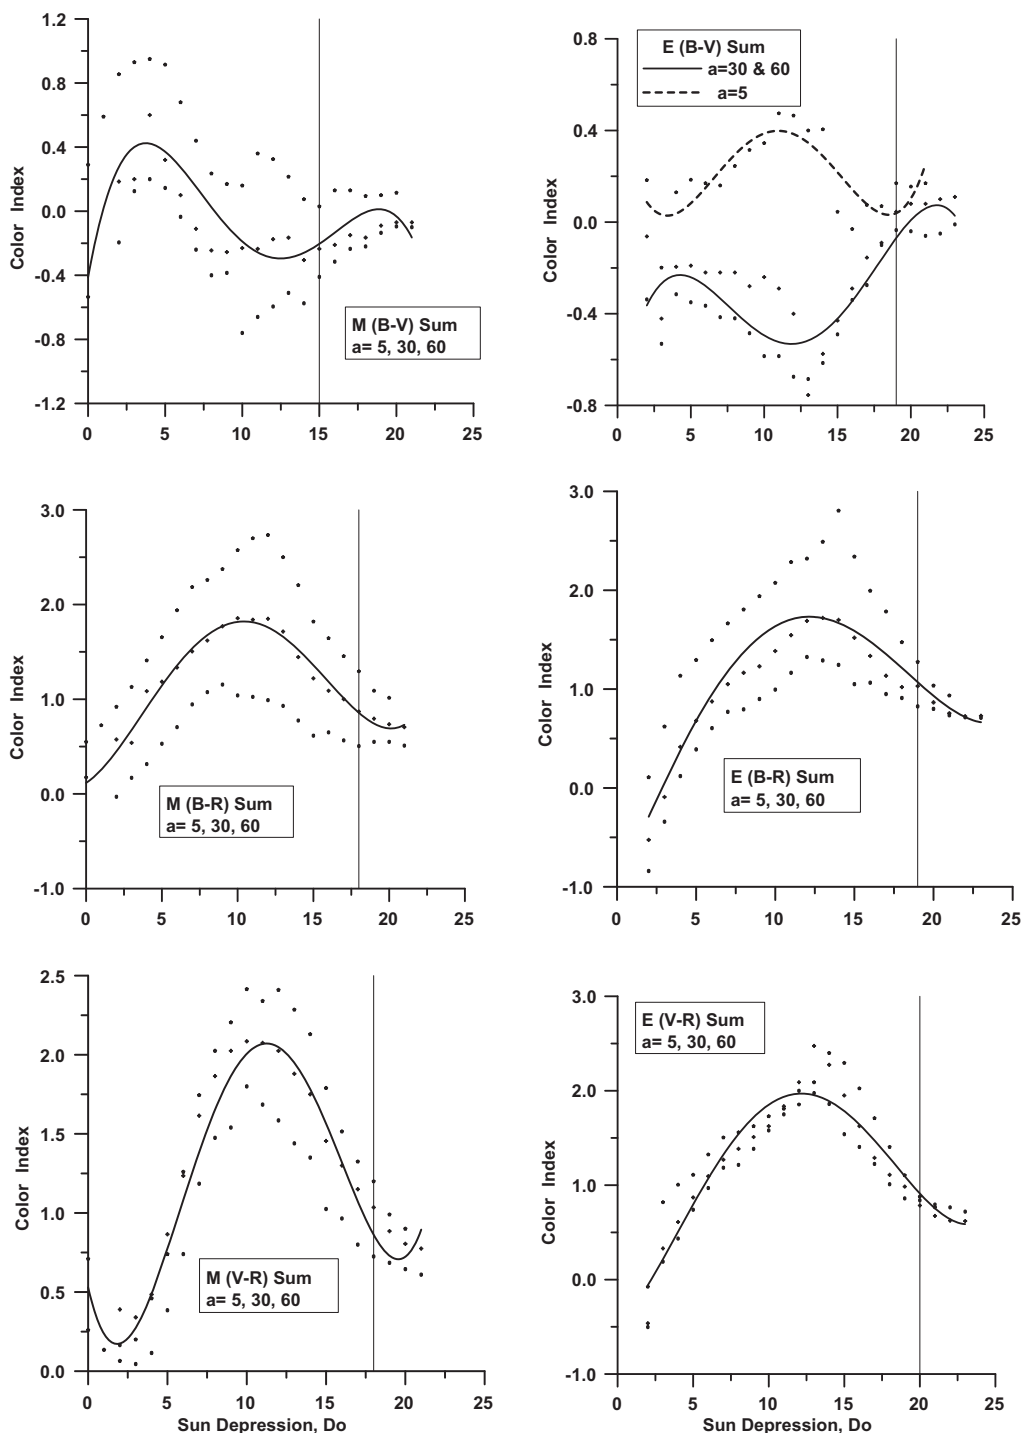 1.2
0.8
0.4
0.0
-0.4
-0.8
-1.2
Color Index
M (B-V) Sum
a= 5, 30, 60
0 5 10 15 20 25
0.8
0.4
0.0
-0.4
-0.8
Color Index
E (B-V) Sum
a=30 & 60
a=5
0 5 10 15 20 25
3.0
2.0
1.0
0.0
-1.0
Color Index
M (B-R) Sum
a= 5, 30, 60
0 5 10 15 20 25
3.0
2.0
1.0
0.0
-1.0
Color Index
E (B-R) Sum
a= 5, 30, 60
0 5 10 15 20 25
2.5
2.0
1.5
1.0
0.5
0.0
Color Index
M (V-R) Sum
a= 5, 30, 60
0 5 10 15 20 25
Sun Depression, Do
3.0
2.0
1.0
0.0
-1.0
Color Index
E (V-R) Sum
a= 5, 30, 60
0 5 10 15 20 25
Sun Depression, Do